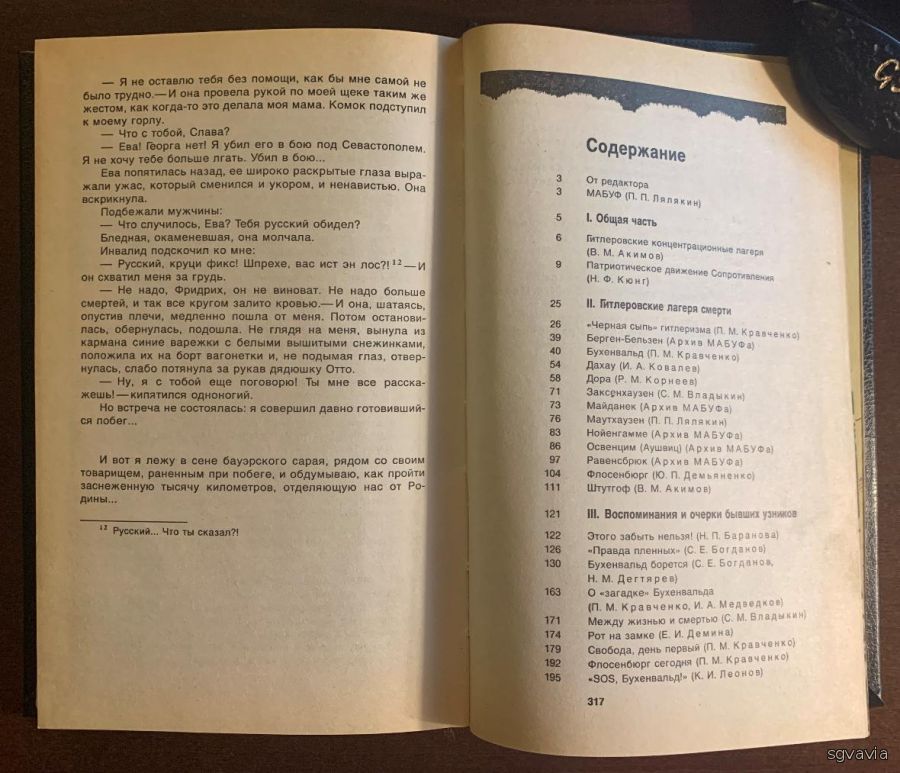 — Я не оставлю тебя без помощи, как бы мне самой не
было трудно.— И она провела рукой по моей щеке таким же
жестом, как когда-то это делала моя мама. Комок подступил
к моему горлу.
— Что с тобой, Слава?
— Ева! Георга нет! Я убил его в бою под Севастополем.
Я не хочу тебе больше лгать. Убил в бою...
Ева попятилась назад, ее широко раскрытые глаза выра-
жали ужас, который сменился и укором, и ненавистью. Она
вскрикнула.
Подбежали мужчины:
— Что случилось, Ева? Тебя русский обидел?
Бледная, окаменевшая, она молчала.
Инвалид подскочил ко мне:
— Русский, круци фикс! Шпрехе, вас ист эн лос?! 12 — И
он схватил меня за грудь.
— Не надо, Фридрих, он не виноват. Не надо больше
смертей, и так все кругом залито кровью.— И она, шатаясь,
опустив плечи, медленно пошла от меня. Потом останови-
лась, обернулась, подошла. Не глядя на меня, вынула из
кармана синие варежки с белыми вышитыми снежинками,
положила их на борт вагонетки и, не подымая глаз, отвер-
нулась, слабо потянула за рукав дядюшку Отто.
— Ну, я с тобой еще поговорю! Ты мне все расска-
жешь! — кипятился одноногий.
Но встреча не состоялась: я совершил давно готовивший-
ся побег...
И вот я лежу в сене бауэрского сарая, рядом со своим
товарищем, раненным при побеге, и обдумываю, как пройти
заснеженную тысячу километров, отделяющую нас от Ро-
дины...
12 Русский... Что ты сказал?!
Содержание
3 От редактора
3 МАБУФ (П. П. Лялякин)
5 I. Общая часть
6 Гитлеровские концентрационные лагеря
(В. М. Акимов)
9 Патриотическое движение Сопротивления
(Н. Ф. Кюнг)
25 II. Гитлеровские лагеря смерти
26 «Черная сыпь» гитлеризма (П. М. Кравченко)
39 Берген-Бельзен (Архив МАБУФа)
40 Бухенвальд (П. М. Кравченко)
54 Дахау (И. А. Ковалев)
58 Дора (Р. М. Корнеев)
71 Заксенхаузен (С. М. Владыкин)
73 Майданек (Архив МАБУФа)
76 Маутхаузен (П. П. Лялякин)
83 Нойенгамме (Архив МАБУФа)
86 Освенцим (Аушвиц) (Архив МАБУФа)
97 Равенсбрюк (Архив МАБУФа)
104 Флосенбург (Ю. П. Демьяненко)
111 Штутгоф (В. М. Акимов)
121 III. Воспоминания и очерки бывших узников
122 Этого забыть нельзя! (Н. П. Баранова)
126 «Правда пленных» (С. Е. Богданов)
130 Бухенвальд борется (С. Е. Богданов,
Н. М. Дегтярев)
163 О «загадке» Бухенвальда
(П. М. Кравченко, И. А. Медведков)
171 Между жизнью и смертью (С. М. Владыкин)
174 Рот на замке (Е. И. Демина)
179 Свобода, день первый (П. М. Кравченко)
192 Флосенбург сегодня (П. М. Кравченко)
195 «SOS, Бухенвальд!» (К. И. Леонов)
317
sgvavia